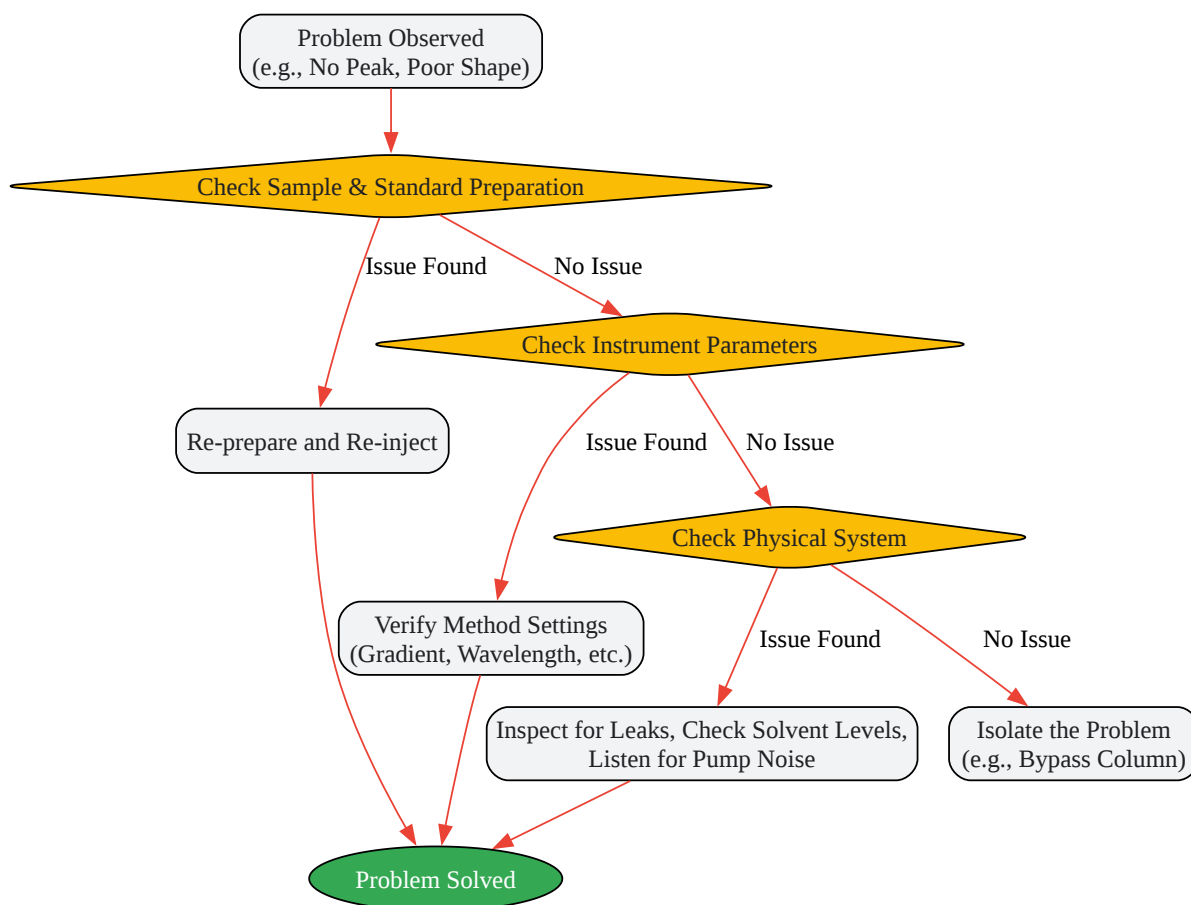 Problem Observed
(e.g., No Peak, Poor Shape)
Check Sample & Standard Preparation
Issue Found
No Issue
Check Instrument Parameters
Re-prepare and Re-inject
Issue Found
No Issue
Check Physical System
Verify Method Settings
(Gradient, Wavelength, etc.)
Issue Found
No Issue
Inspect for Leaks, Check Solvent Levels,
Listen for Pump Noise
Isolate the Problem
(e.g., Bypass Column)
Problem Solved